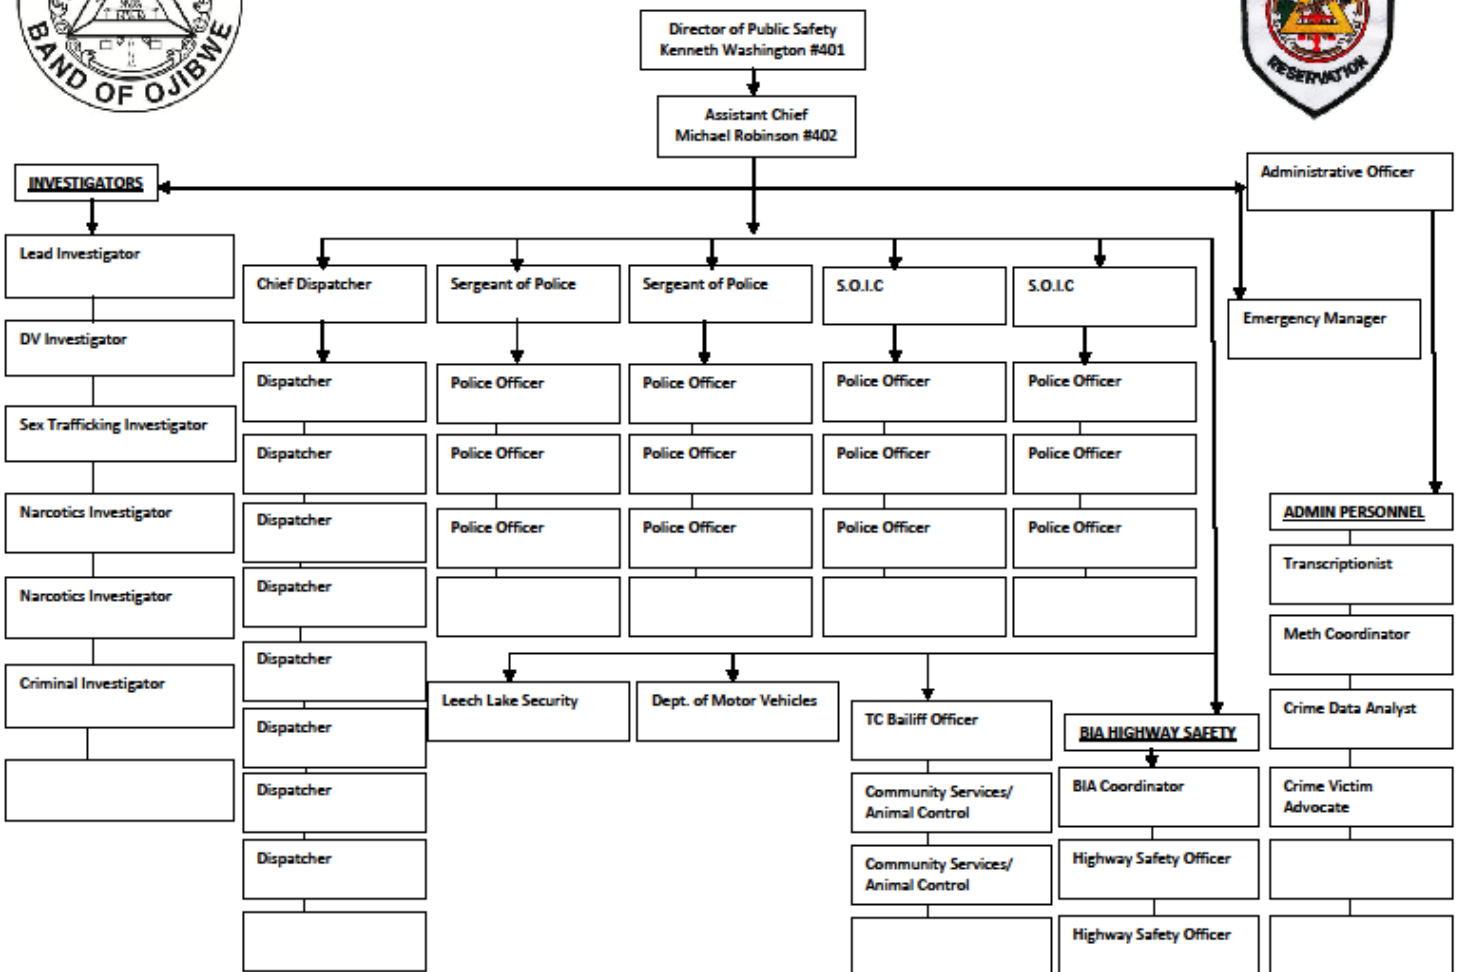 BAND OF OJIBWE
RESERVATION
Director of Public Safety
Kenneth Washington #401
Assistant Chief
Michael Robinson #402
INVESTIGATORS
Lead Investigator
DV Investigator
Sex Trafficking Investigator
Narcotics Investigator
Narcotics Investigator
Criminal Investigator
Chief Dispatcher
Dispatcher
Dispatcher
Dispatcher
Dispatcher
Dispatcher
Dispatcher
Dispatcher
Dispatcher
Sergeant of Police
Police Officer
Police Officer
Police Officer
Sergeant of Police
Police Officer
Police Officer
Police Officer
S.O.I.C
Police Officer
Police Officer
Police Officer
S.O.I.C
Police Officer
Police Officer
Police Officer
Leech Lake Security
Dept. of Motor Vehicles
TC Bailiff Officer
Community Services/
Animal Control
Community Services/
Animal Control
BIA HIGHWAY SAFETY
BIA Coordinator
Highway Safety Officer
Highway Safety Officer
Administrative Officer
Emergency Manager
ADMIN PERSONNEL
Transcriptionist
Meth Coordinator
Crime Data Analyst
Crime Victim
Advocate